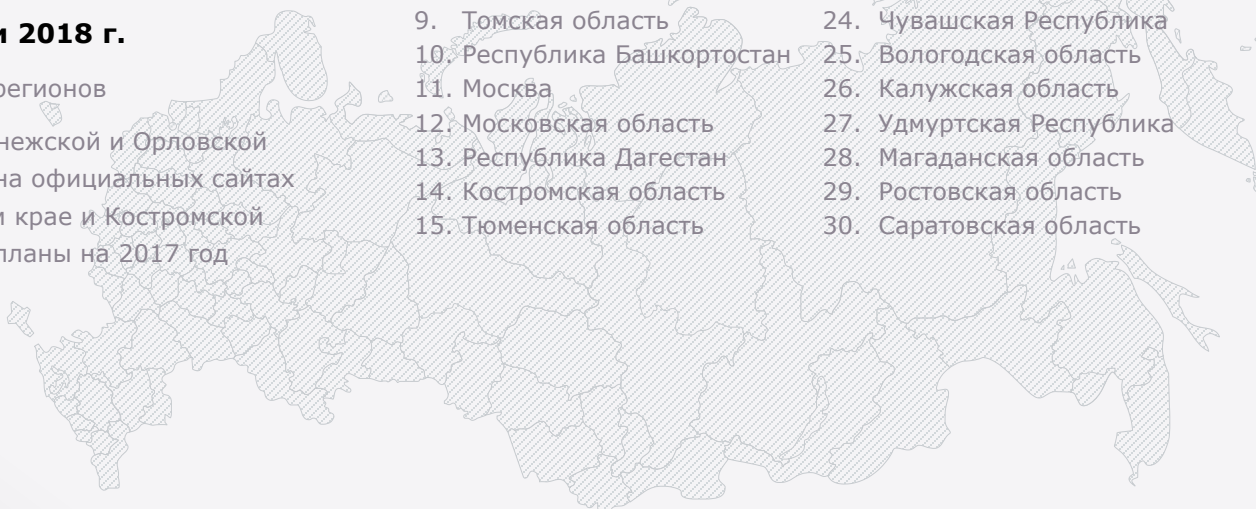 2018 г.
регионов
нежской и Орловской
на официальных сайтах
крае и Костромской
планы на 2017 год
9. Томская область
10. Республика Башкортостан
11. Москва
12. Московская область
13. Республика Дагестан
14. Костромская область
15. Тюменская область
24. Чувашская Республика
25. Вологодская область
26. Калужская область
27. Удмуртская Республика
28. Магаданская область
29. Ростовская область
30. Саратовская область